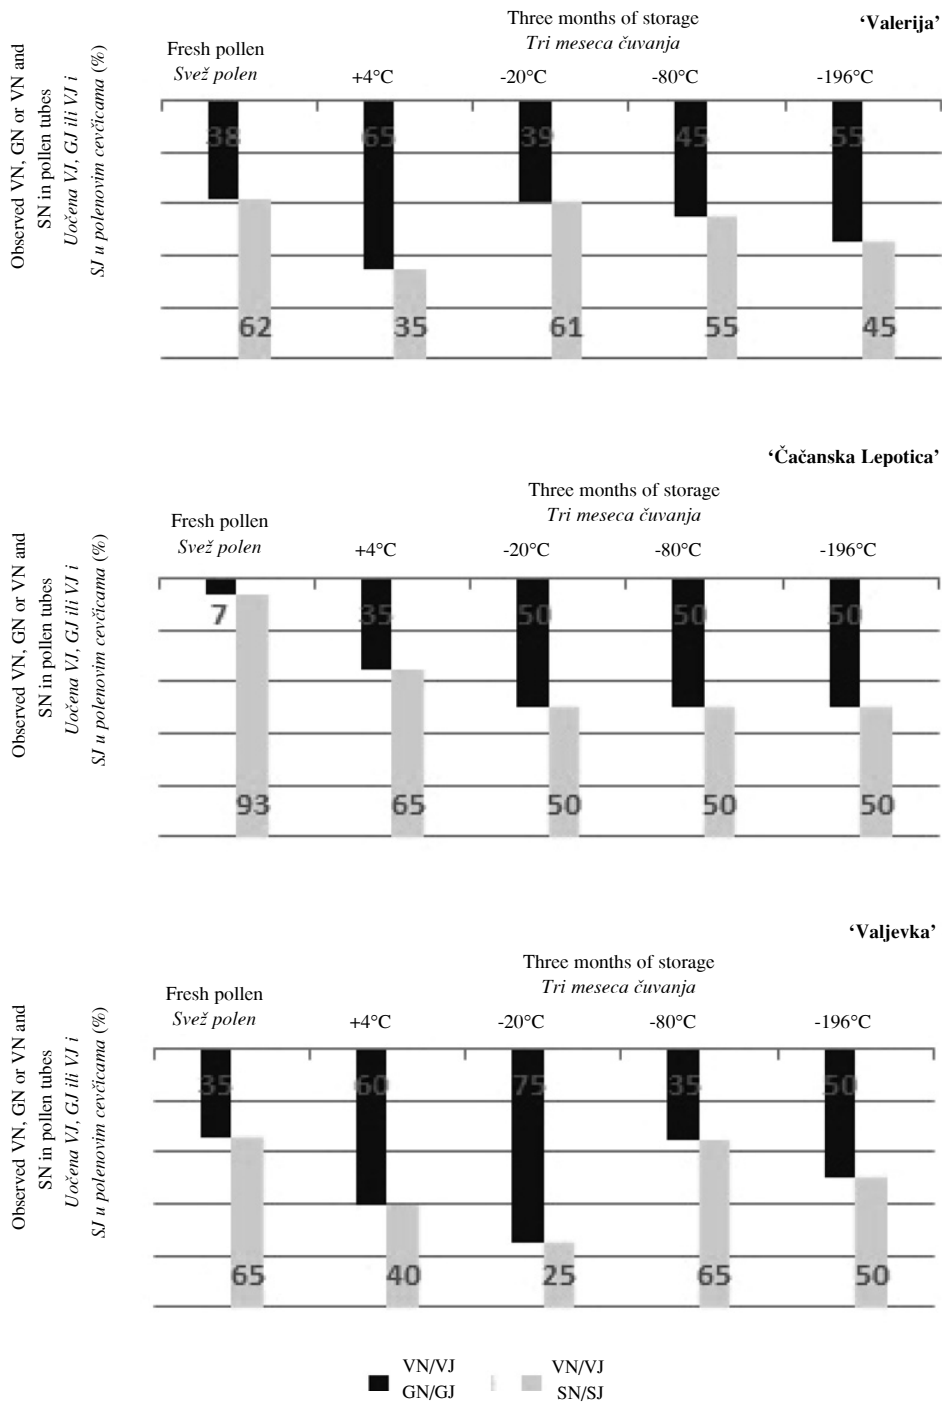 ‘Valerija’
Three months of storage
Tri meseca čuvanja
Fresh pollen
Svež polen
+4°C -20°C -80°C -196°C
Observed VN, GN or VN and
SN in pollen tubes
Uočena VJ, GJ ili VJ i
SJ u polenovim cevčicama (%)
38 65 39 45 55
62 35 61 55 45
‘Čačanska Lepotica’
Three months of storage
Tri meseca čuvanja
Fresh pollen
Svež polen
+4°C -20°C -80°C -196°C
Observed VN, GN or VN and
SN in pollen tubes
Uočena VJ, GJ ili VJ i
SJ u polenovim cevčicama (%)
7 35 50 50 50
93 65 50 50 50
‘Valjevka’
Three months of storage
Tri meseca čuvanja
Fresh pollen
Svež polen
+4°C -20°C -80°C -196°C
Observed VN, GN or VN and
SN in pollen tubes
Uočena VJ, GJ ili VJ i
SJ u polenovim cevčicama (%)
35 60 75 35 50
65 40 25 65 50
VN/VJ VN/VJ
GN/GJ SN/SJ